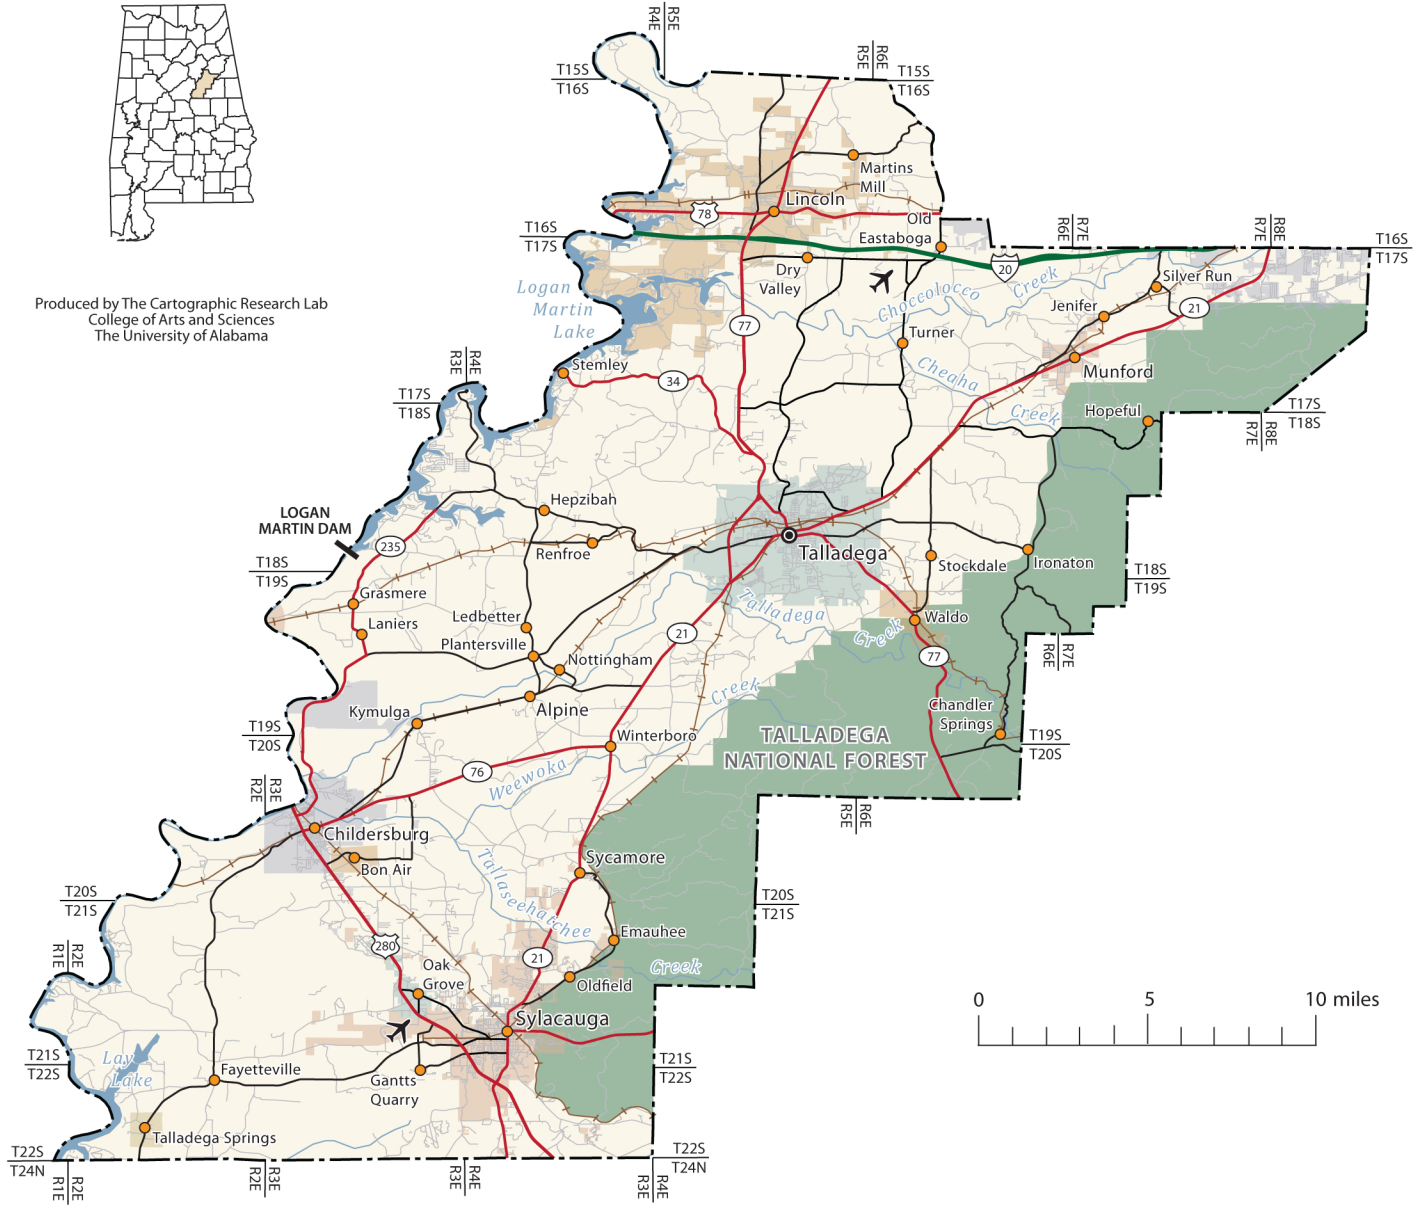 R4E
R5E
R5E
R6E
T15S
T16S
T15S
T16S
Martins
Mill
Lincoln
78
Old
Eastaboga
T16S
T17S
R6E
R7E
R7E
R8E
T16S
T17S
Dry
Valley
20
Choccolocco
Creek
Silver Run
Produced by The Cartographic Research Lab
College of Arts and Sciences
The University of Alabama
Logan
Martin
Lake
77
Jenifer
21
Turner
Stemley
34
Cheaha
Creek
Munford
R3E
R4E
T17S
T18S
Hopeful
T17S
T18S
R7E
R8E
Hepzibah
LOGAN
MARTIN DAM
235
Renfroe
Talladega
Stockdale
Ironaton
T18S
T19S
T18S
T19S
Grasmere
Laniers
Ledbetter
Plantersville
Nottingham
21
Talladega
Creek
Waldo
77
R6E
R7E
Kymulga
Alpine
Creek
Chandler
Springs
T19S
T20S
Winterboro
TALLADEGA
NATIONAL FOREST
T19S
T20S
76
Weewoka
R2E
R3E
R5E
R6E
Childersburg
Bon Air
Sycamore
Tallaseehatchee
T20S
T21S
T20S
T21S
Emauhee
280
21
R1E
R2E
Oak
Grove
Creek
Oldfield
Sylacauga
0
5
10 miles
Lay
Lake
T21S
T22S
Fayetteville
Gantts
Quarry
T21S
T22S
Talladega Springs
T22S
T24N
T22S
T24N
R1E
R2E
R2E
R3E
R3E
R4E
R3E
R4E